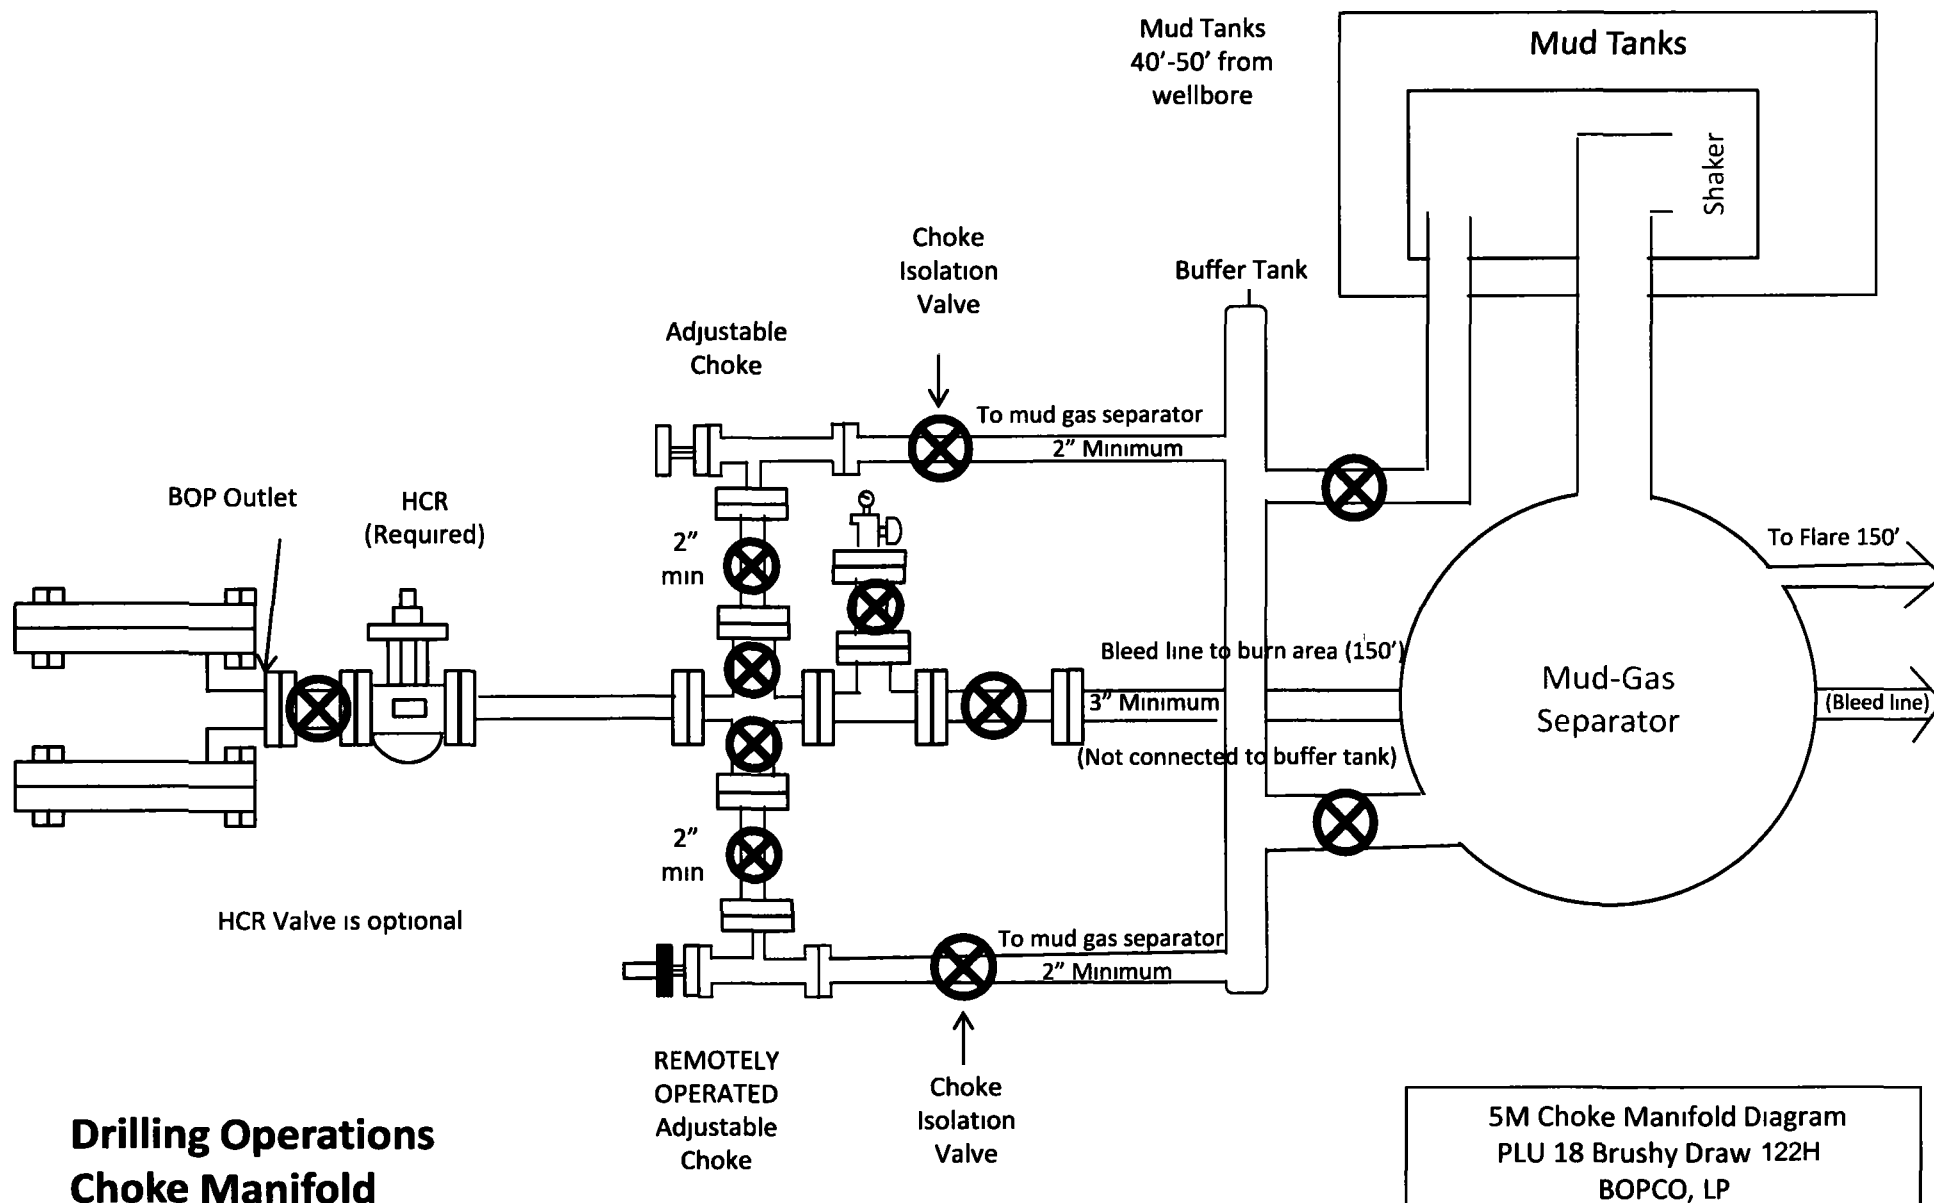 Mud Tanks
40'-50' from
wellbore
Mud Tanks
Shaker
Choke
Isolation
Valve
Buffer Tank
Adjustable
Choke
To mud gas separator
2" Minimum
BOP Outlet
HCR
(Required)
2"
min
To Flare 150'
Bleed line to burn area (150')
3" Minimum
(Not connected to buffer tank)
Mud-Gas
Separator
(Bleed line)
2"
min
HCR Valve is optional
To mud gas separator
2" Minimum
REMOTELY
OPERATED
Adjustable
Choke
Choke
Isolation
Valve
Drilling Operations
Choke Manifold
5M Choke Manifold Diagram
PLU 18 Brushy Draw 122H
BOPCO, LP